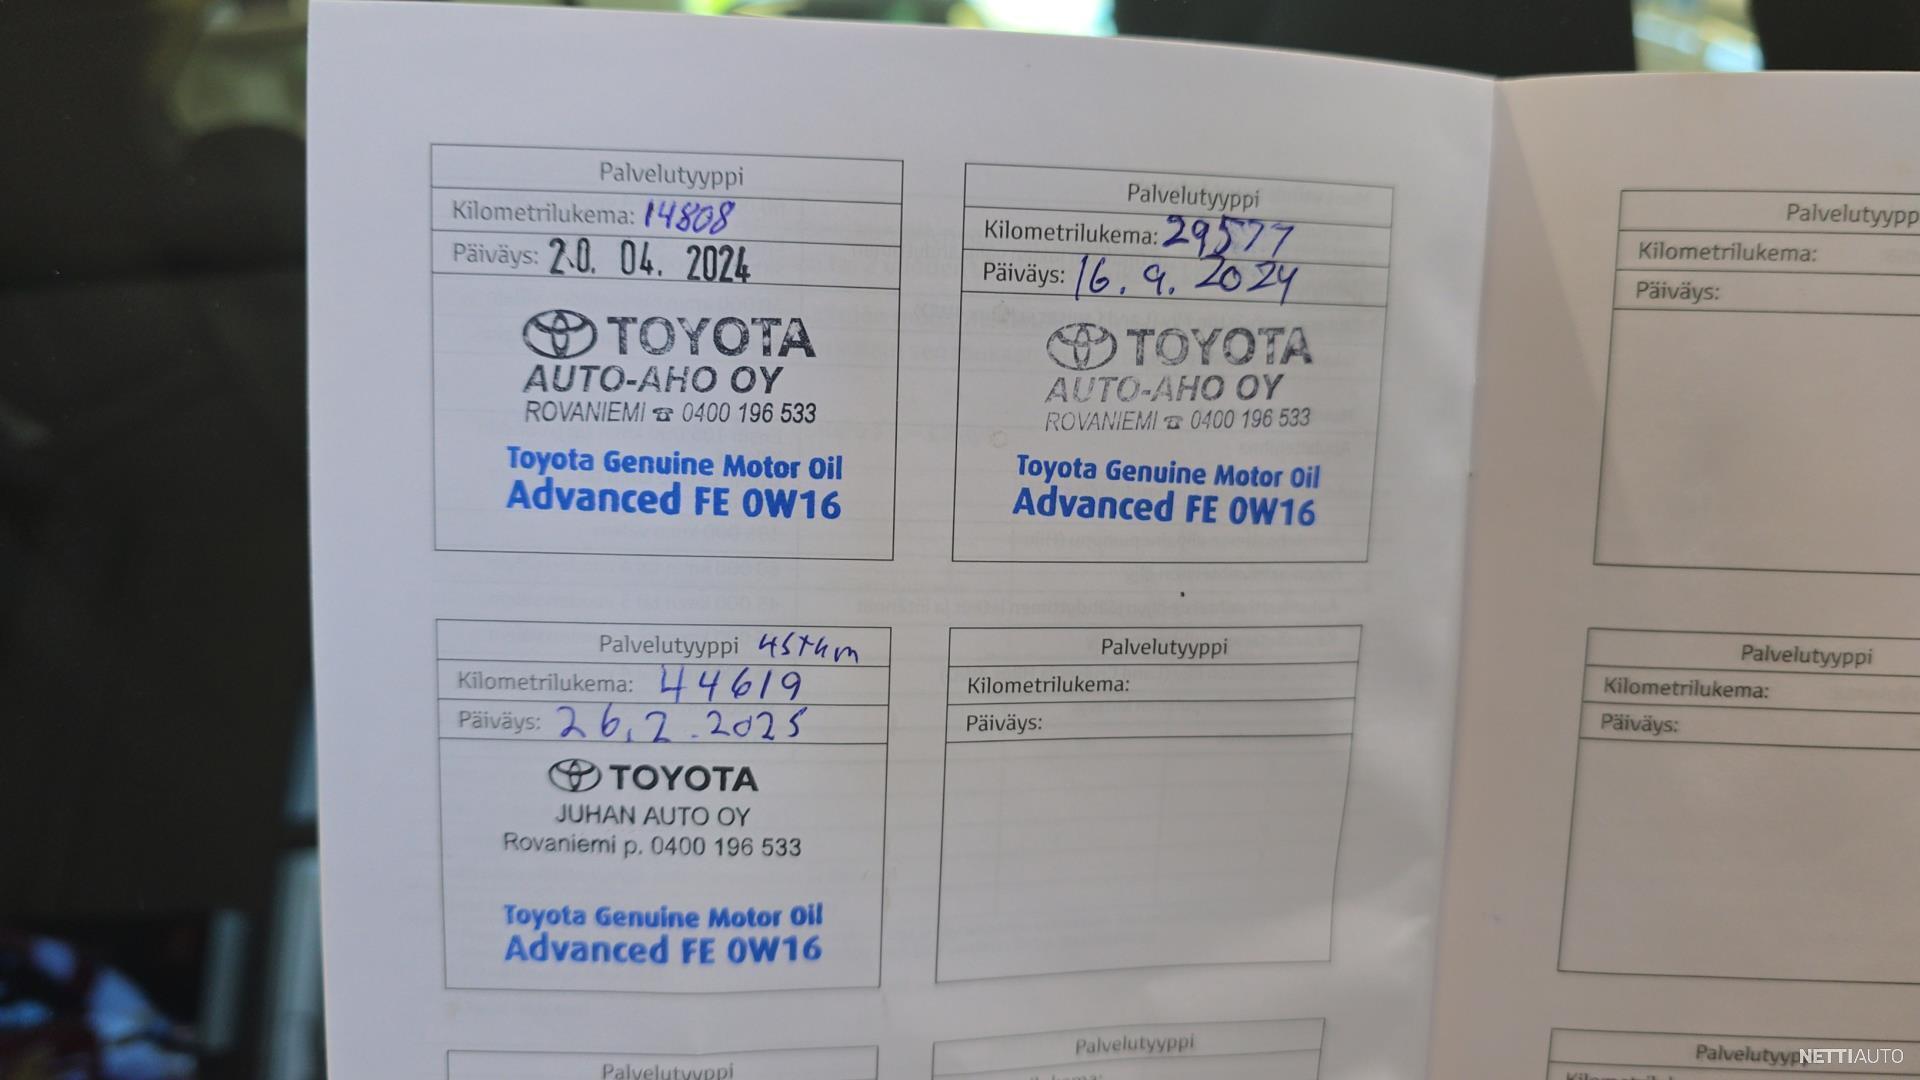 Palvelutyyppi
Kilometrilukema: 14808
Päiväys: 20. 04. 2024
TOYOTA
AUTO-AHO OY
ROVANIEMI ☎ 0400 196 533
Toyota Genuine Motor Oil
Advanced FE 0W16
Palvelutyyppi
Kilometrilukema: 29577
Päiväys: 16. 9. 2024
TOYOTA
AUTO-AHO OY
ROVANIEMI ☎ 0400 196 533
Toyota Genuine Motor Oil
Advanced FE 0W16
Palvelutyypp
Kilometrilukema:
Päiväys:
Palvelutyyppi 45tkm
Kilometrilukema: 44619
Päiväys: 26.2.2025
TOYOTA
JUHAN AUTO OY
Rovaniemi p. 0400 196 533
Toyota Genuine Motor Oil
Advanced FE 0W16
Palvelutyyppi
Kilometrilukema:
Päiväys:
Palvelutyyppi
Kilometrilukema:
Päiväys:
Palvelutyyppi
Palvelutyyppi
Palvelutyyp
NETTIAUTO